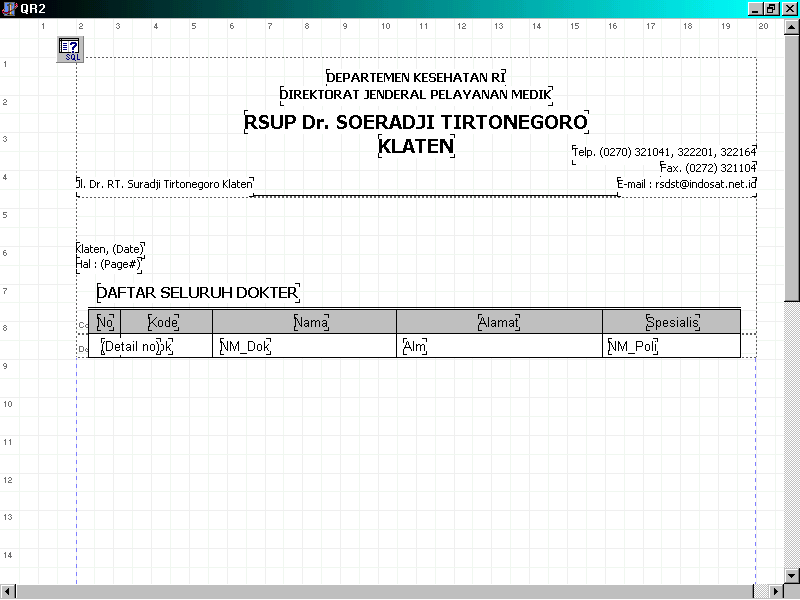 QR2
1 2 3 4 5 6 7 8 9 10 11 12 13 14 15 16 17 18 19 20
SQL
DEPARTEMEN KESEHATAN RI
DIREKTORAT JENDERAL PELAYANAN MEDIK
RSUP Dr. SOERADJI TIRTONEGORO
KLATEN
Telp. (0270) 321041, 322201, 322164
Fax. (0272) 321104
Jl. Dr. RT. Suradji Tirtonegoro Klaten E-mail : rsdst@indosat.net.id
Klaten, (Date)
Hal : (Page#)
DAFTAR SELURUH DOKTER
No Kode Nama Alamat Spesialis
(Detail no) NM_Dok Alm NM_Poli
1
2
3
4
5
6
7
8
9
10
11
12
13
14